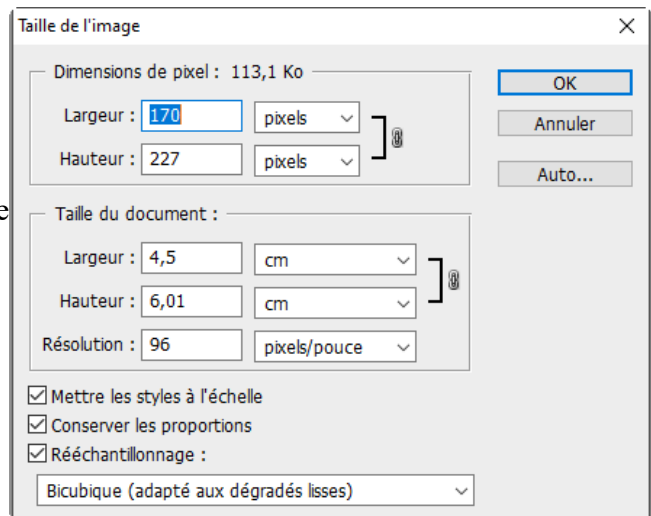 Taille de l'image
Dimensions de pixel : 113,1 Ko
Largeur : 170 pixels
Hauteur : 227 pixels
OK
Annuler
Auto...
e
Taille du document :
Largeur : 4,5 cm
Hauteur : 6,01 cm
Résolution : 96 pixels/pouce
Mettre les styles à l'échelle
Conserver les proportions
Rééchantillonnage :
Bicubique (adapté aux dégradés lisses)